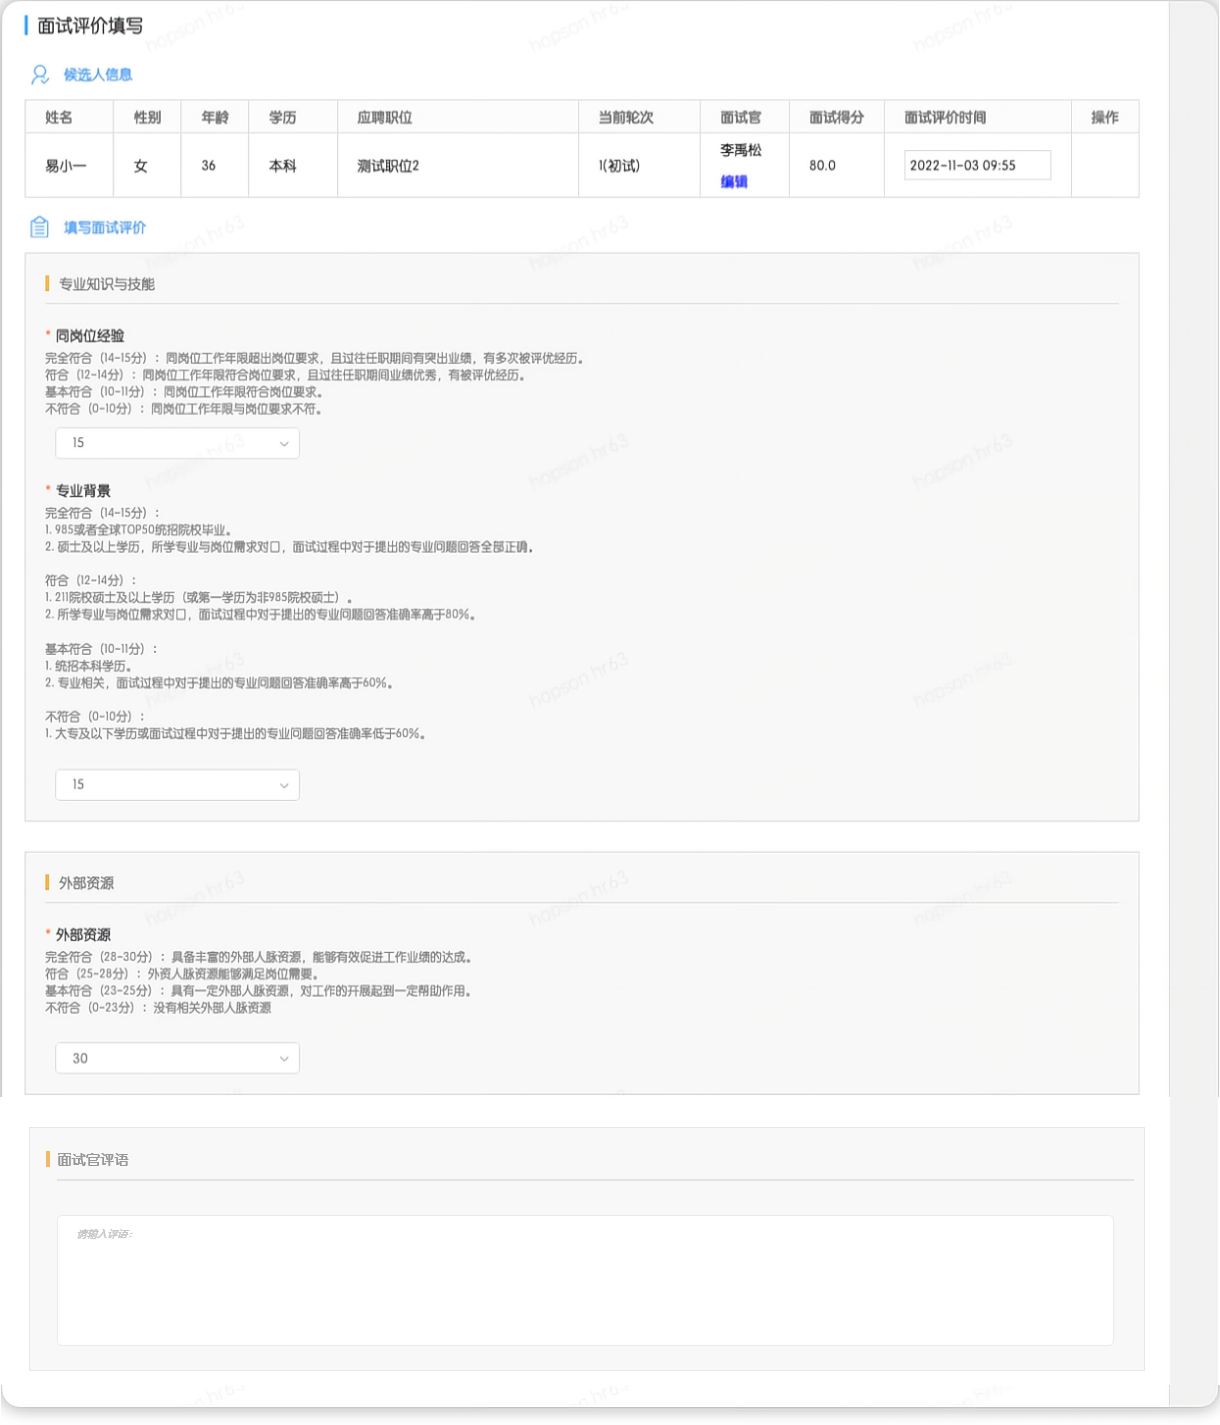 面试评价填写
候选人信息
姓名 性别 年龄 学历 应聘职位 当前轮次 面试官 面试得分 面试评价时间 操作
易小一 女 36 本科 测试职位2 1(初试) 李禹松 80.0 2022-11-03 09:55
编辑
填写面试评价
专业知识与技能
* 同岗位经验
完全符合（14-15分）：同岗位工作年限超出岗位要求，且过往任职期间有突出业绩，有多次被评优经历。
符合（12-14分）：同岗位工作年限符合岗位要求，且过往任职期间业绩优秀，有被评优经历。
基本符合（10-11分）：同岗位工作年限符合岗位要求。
不符合（0-10分）：同岗位工作年限与岗位要求不符。
15
* 专业背景
完全符合（14-15分）：
1. 985或者全球TOP50统招院校毕业。
2. 硕士及以上学历，所学专业与岗位需求对口，面试过程中对于提出的专业问题回答全部正确。
符合（12-14分）：
1. 211院校硕士及以上学历（或第一学历为非985院校硕士）。
2. 所学专业与岗位需求对口，面试过程中对于提出的专业问题回答准确率高于80%。
基本符合（10-11分）：
1. 统招本科学历。
2. 专业相关，面试过程中对于提出的专业问题回答准确率高于60%。
不符合（0-10分）：
1. 大专及以下学历或面试过程中对于提出的专业问题回答准确率低于60%。
15
外部资源
* 外部资源
完全符合（28-30分）：具备丰富的外部人脉资源，能够有效促进工作业绩的达成。
符合（25-28分）：外资人脉资源能够满足岗位需要。
基本符合（23-25分）：具有一定外部人脉资源，对工作的开展起到一定帮助作用。
不符合（0-23分）：没有相关外部人脉资源
30
面试官评语
请输入评语:
hopson.hr63